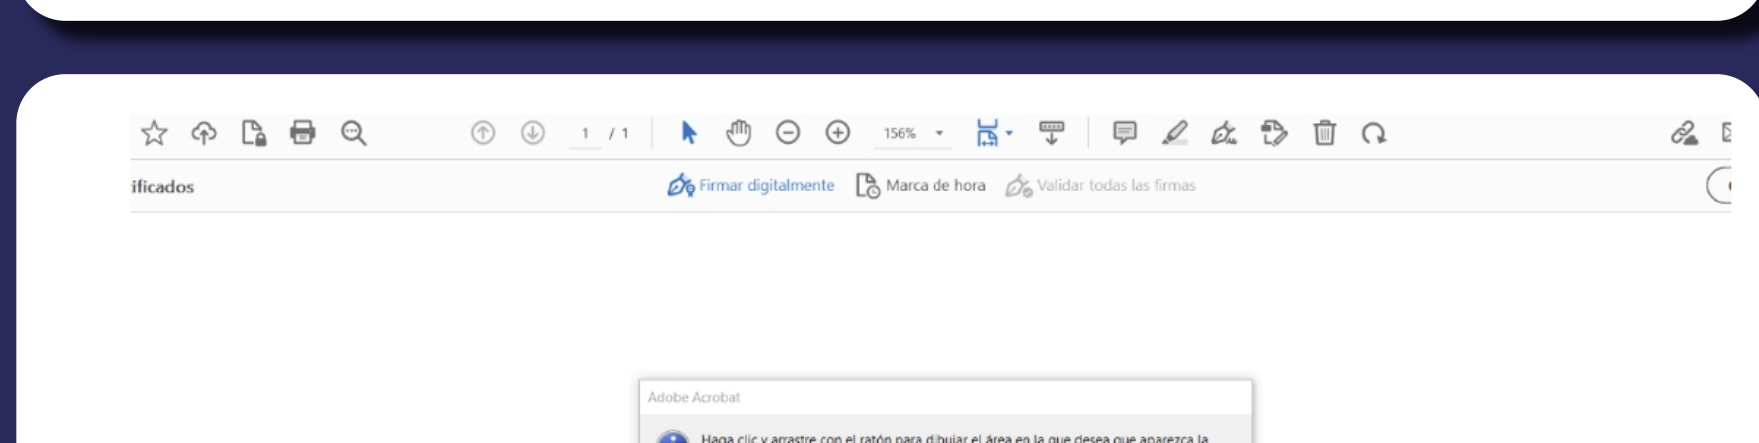 1 / 1
156%
ificados
Firmar digitalmente
Marca de hora
Validar todas las firmas
Adobe Acrobat
Haga clic y arrastre con el ratón para dibujar el área en la que desea que aparezca la